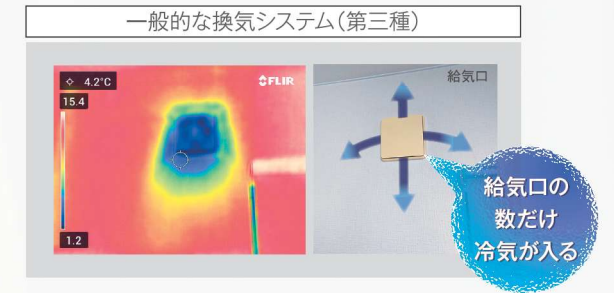 一般的な換気システム（第三種）
4.2°C
FLIR
15.4
1.2
給気口
給気口の
数だけ
冷気が入る